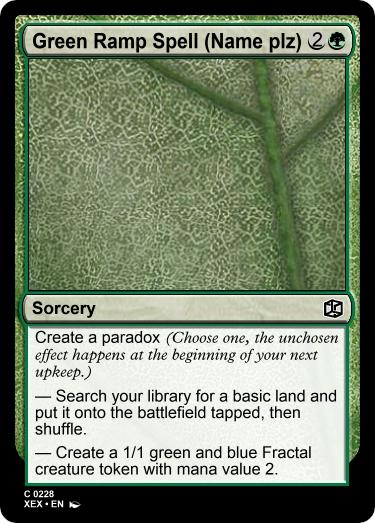 Green Ramp Spell (Name plz) 2
Sorcery
Create a paradox (Choose one, the unchosen
effect happens at the beginning of your next
upkeep.)
— Search your library for a basic land and
put it onto the battlefield tapped, then
shuffle.
— Create a 1/1 green and blue Fractal
creature token with mana value 2.
C 0228
XEX • EN